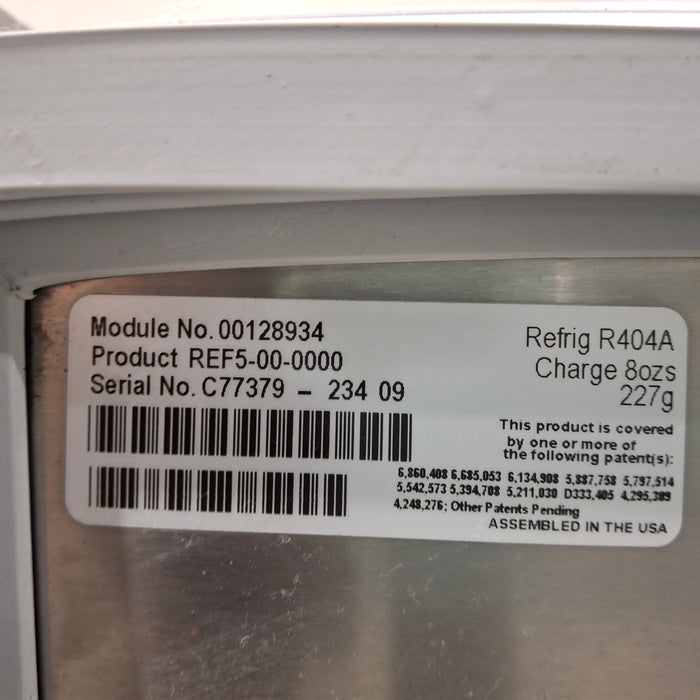 Module No. 00128934
Product REF5-00-0000
Serial No. C77379 – 234 09
Refrig R404A
Charge 8ozs
227g
This product is covered
by one or more of
the following patent(s):
6,860,408 6,685,053 6,134,908 5,887,758 5,797,514
5,542,573 5,394,708 5,211,030 D333,405 4,295,389
4,248,276; Other Patents Pending
ASSEMBLED IN THE USA